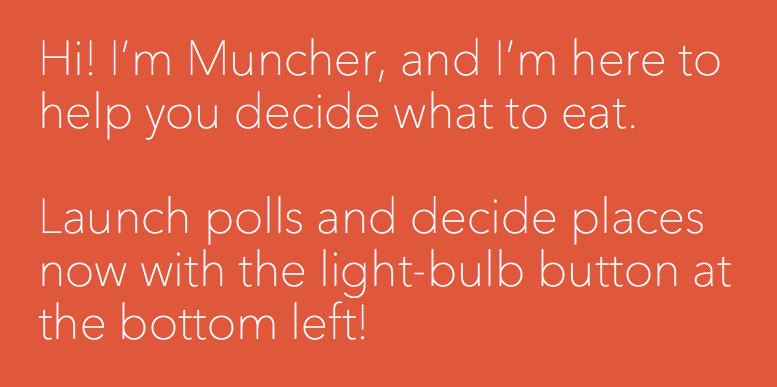 Hi! I’m Muncher, and I’m here to
help you decide what to eat.
Launch polls and decide places
now with the light-bulb button at
the bottom left!